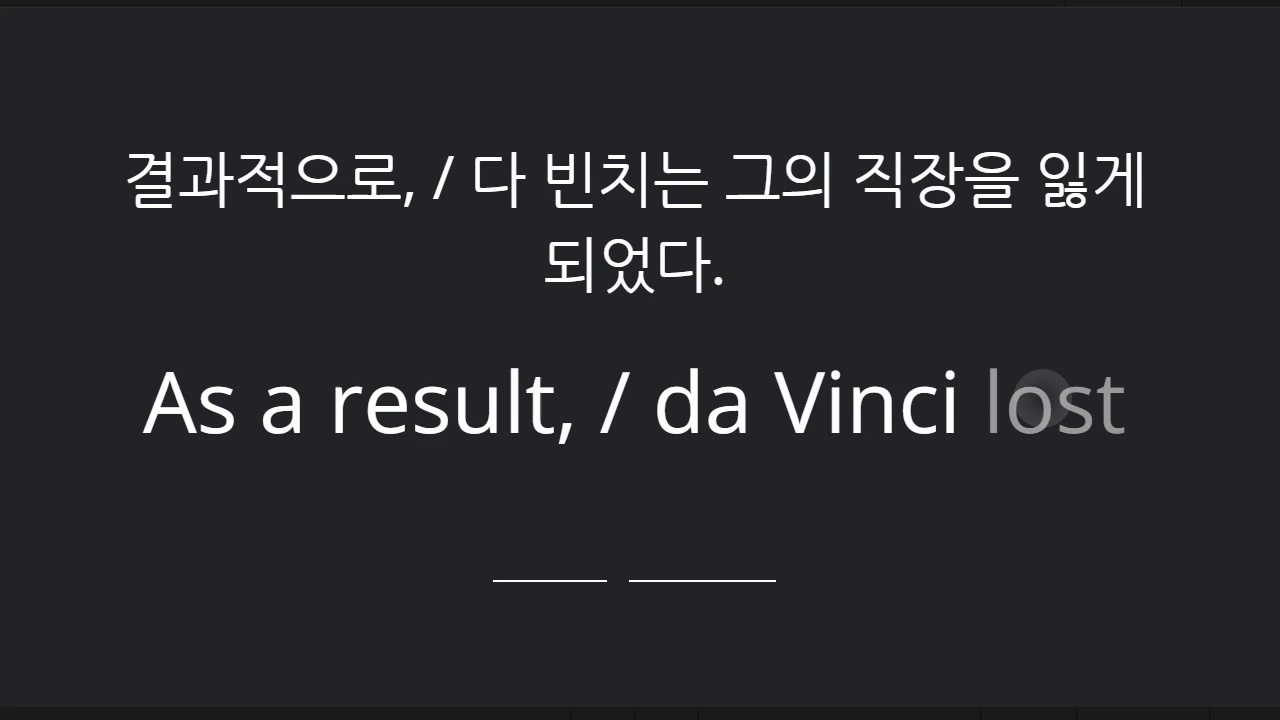 결과적으로, / 다 빈치는 그의 직장을 잃게
되었다.
As a result, / da Vinci lost